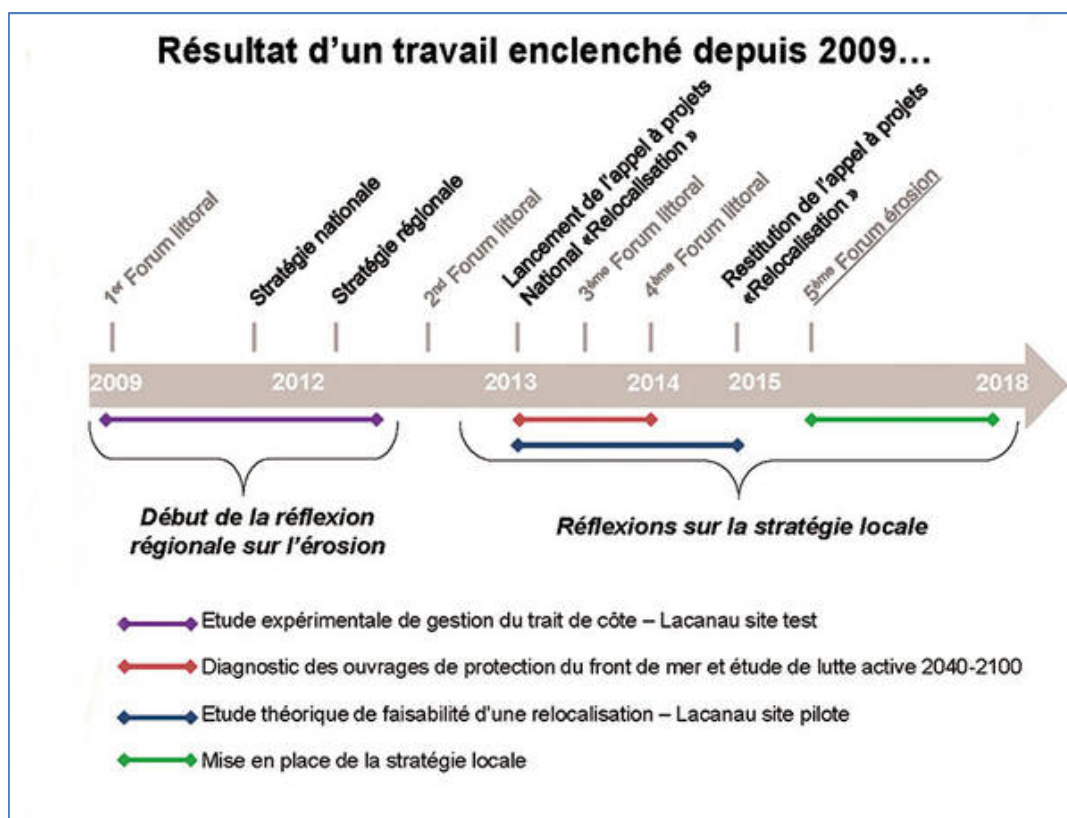 Résultat d'un travail enclenché depuis 2009…
1er Forum littoral
Stratégie nationale
Stratégie régionale
2nd Forum littoral
Lancement de l'appel à projets
National «Relocalisation »
3ème Forum littoral
4ème Forum littoral
Restitution de l'appel à projets
«Relocalisation »
5ème Forum érosion
2009 2012 2013 2014 2015 2018
Début de la réflexion
régionale sur l'érosion
Réflexions sur la stratégie locale
Etude expérimentale de gestion du trait de côte – Lacanau site test
Diagnostic des ouvrages de protection du front de mer et étude de lutte active 2040-2100
Etude théorique de faisabilité d'une relocalisation – Lacanau site pilote
Mise en place de la stratégie locale